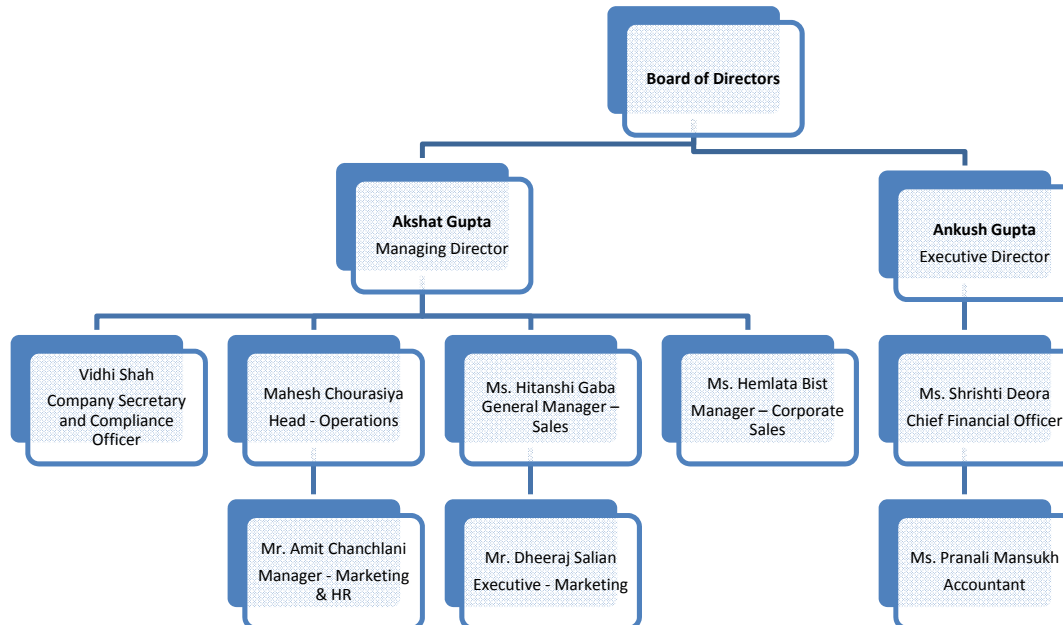 Board of Directors
Akshat Gupta
Managing Director
Ankush Gupta
Executive Director
Vidhi Shah
Company Secretary
and Compliance
Officer
Mahesh Chourasiya
Head - Operations
Ms. Hitanshi Gaba
General Manager –
Sales
Ms. Hemlata Bist
Manager – Corporate
Sales
Ms. Shrishti Deora
Chief Financial Officer
Mr. Amit Chanchlani
Manager - Marketing
& HR
Mr. Dheeraj Salian
Executive - Marketing
Ms. Pranali Mansukh
Accountant